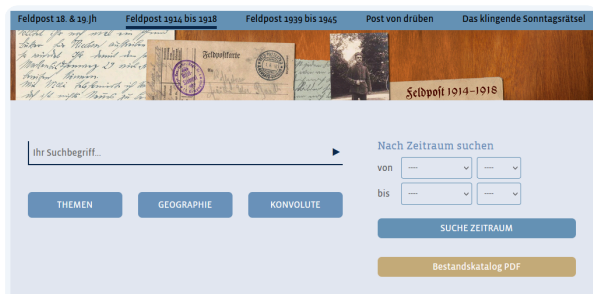 Feldpost 18. & 19.Jh Feldpost 1914 bis 1918 Feldpost 1939 bis 1945 Post von drüben Das klingende Sonntagsrätsel
Feldpostkarte
Feldpost 1914–1918
Ihr Suchbegriff...
THEMEN GEOGRAPHIE KONVOLUTE
Nach Zeitraum suchen
von ---- ---
bis ---- ---
SUCHE ZEITRAUM
Bestandskatalog PDF